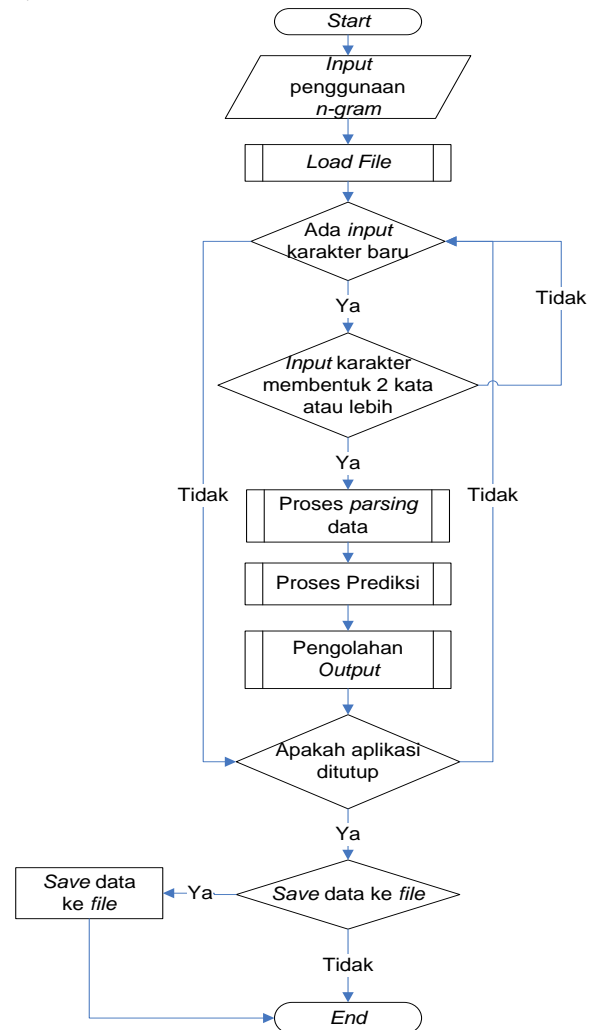 Start
Input
penggunaan
n-gram
Load File
Ada input
karakter baru
Tidak
Ya
Input karakter
membentuk 2 kata
atau lebih
Ya
Tidak
Tidak
Proses parsing
data
Proses Prediksi
Pengolahan
Output
Apakah aplikasi
ditutup
Ya
Save data
ke file
Ya
Save data ke file
Tidak
End